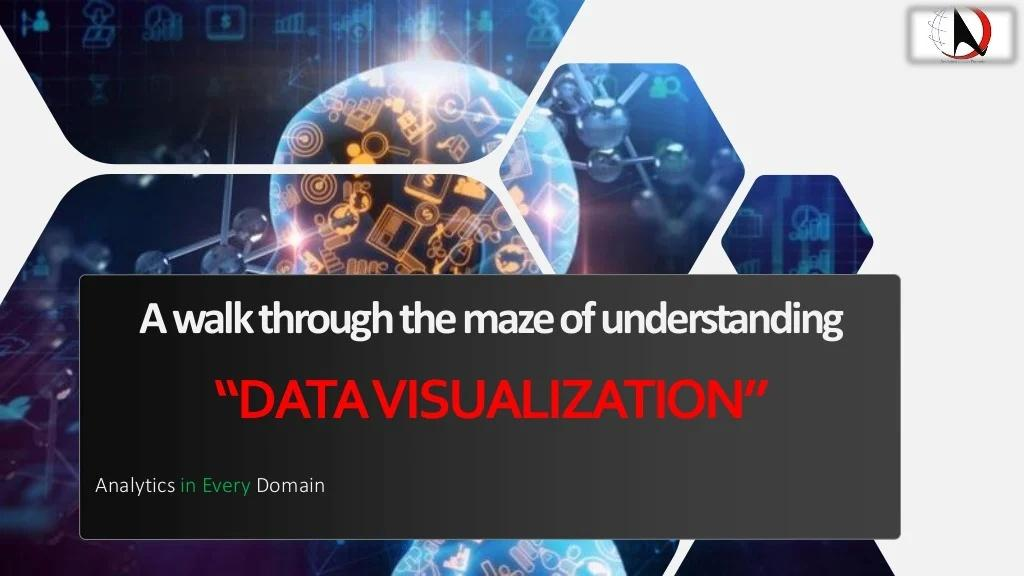 A walk through the maze of understanding
“DATA VISUALIZATION”
Analytics in Every Domain